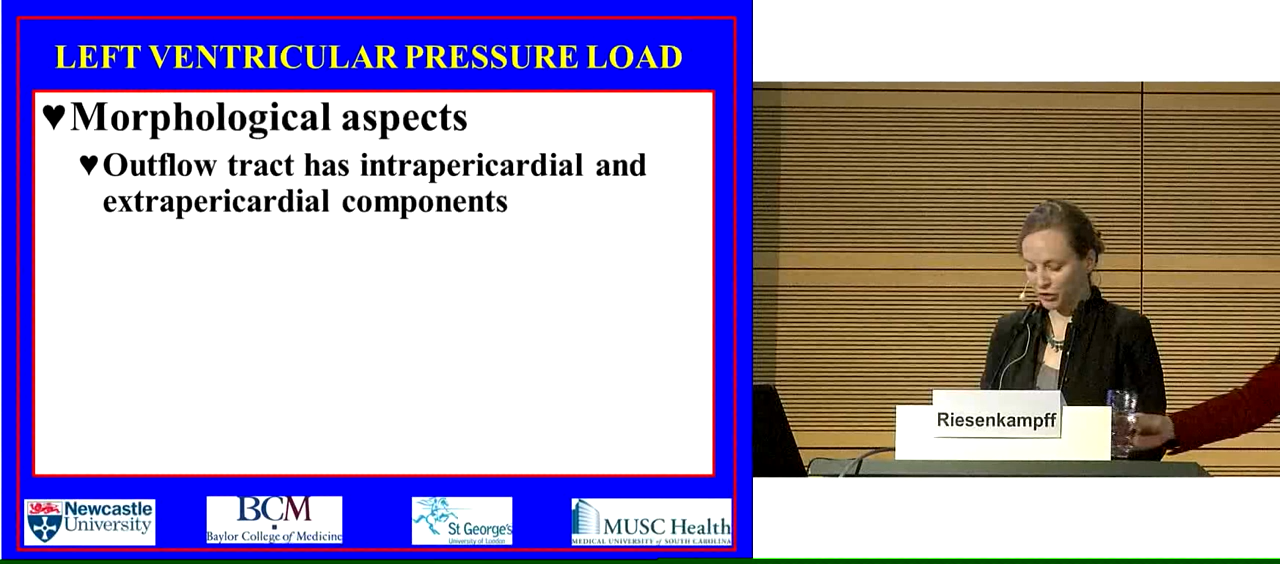 LEFT VENTRICULAR PRESSURE LOAD
♥Morphological aspects
♥Outflow tract has intrapericardial and
extrapericardial components
Newcastle
University
BCM
Baylor College of Medicine
St George's
University of London
MUSC Health
MEDICAL UNIVERSITY of SOUTH CAROLINA
Riesenkampff